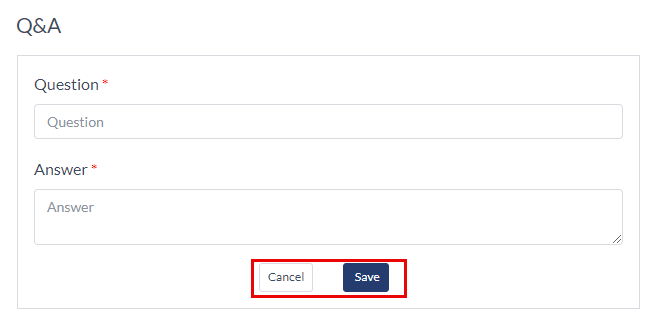 Q&A
Question *
Question
Answer *
Answer
Cancel Save